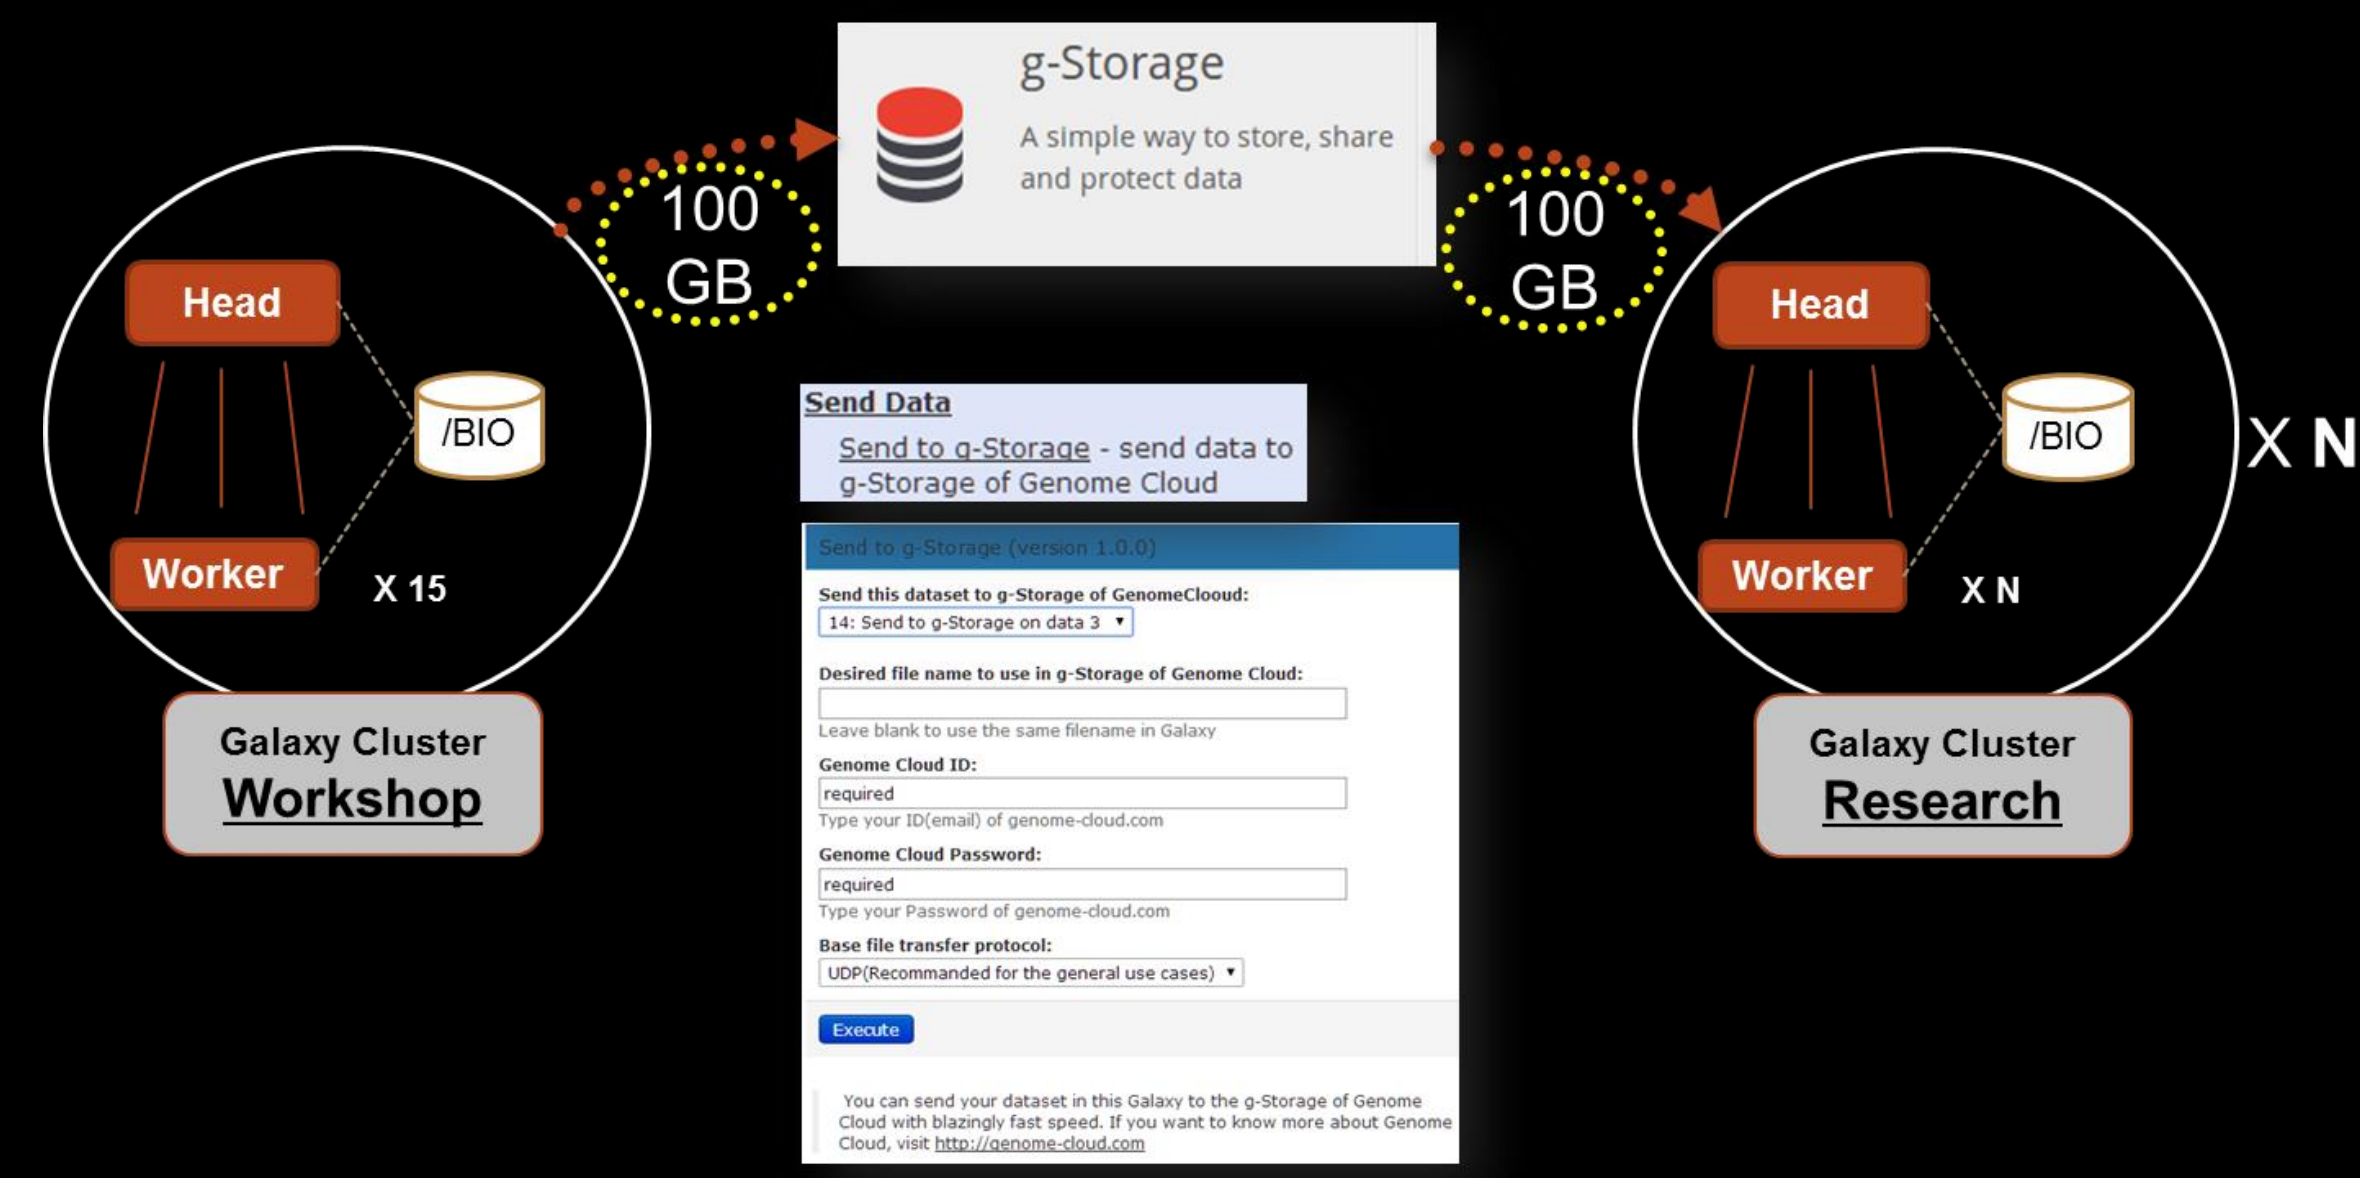 g-Storage
A simple way to store, share
and protect data
100
GB
100
GB
Head
/BIO
Worker
X 15
Galaxy Cluster
Workshop
Send Data
Send to g-Storage - send data to
g-Storage of Genome Cloud
Send to g-Storage (version 1.0.0)
Send this dataset to g-Storage of GenomeClooud:
14: Send to g-Storage on data 3
Desired file name to use in g-Storage of Genome Cloud:
Leave blank to use the same filename in Galaxy
Genome Cloud ID:
required
Type your ID(email) of genome-cloud.com
Genome Cloud Password:
required
Type your Password of genome-cloud.com
Base file transfer protocol:
UDP(Recommanded for the general use cases)
Execute
You can send your dataset in this Galaxy to the g-Storage of Genome
Cloud with blazingly fast speed. If you want to know more about Genome
Cloud, visit http://genome-cloud.com
Head
/BIO
Worker
X N
X N
Galaxy Cluster
Research